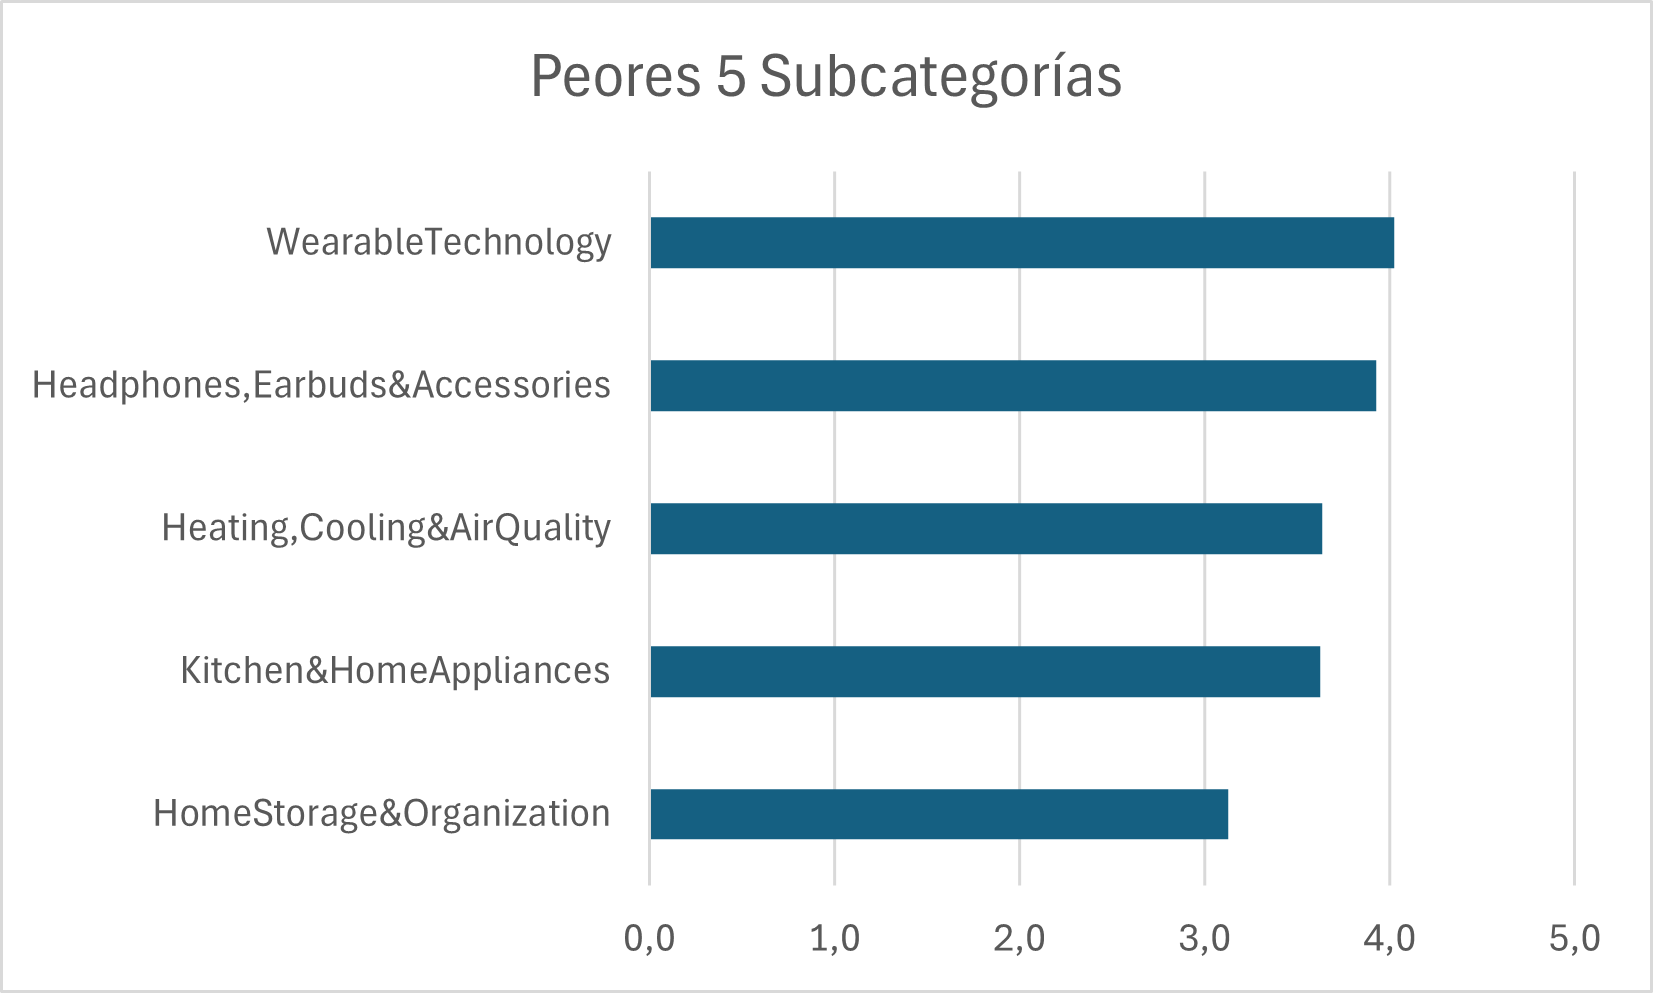 Peores 5 Subcategorías
WearableTechnology
Headphones,Earbuds&Accessories
Heating,Cooling&AirQuality
Kitchen&HomeAppliances
HomeStorage&Organization
0,0 1,0 2,0 3,0 4,0 5,0